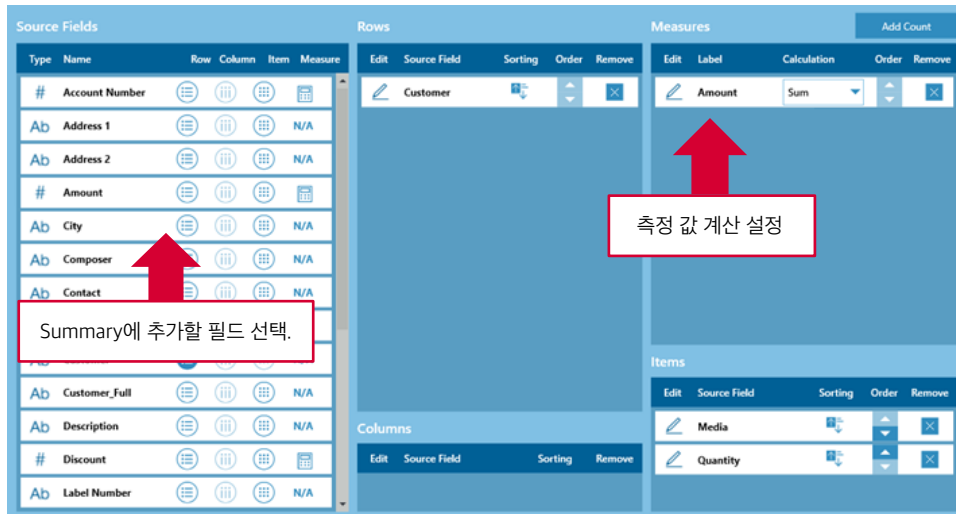 Source Fields
Type Name Row Column Item Measure
# Account Number
Ab Address 1 N/A
Ab Address 2 N/A
# Amount
Ab City N/A
Ab Composer N/A
Ab Contact N/A
Summary에 추가할 필드 선택.
Ab Customer_Full N/A
Ab Description N/A
# Discount
Ab Label Number N/A
Rows
Edit Source Field Sorting Order Remove
Customer
Columns
Edit Source Field Sorting Remove
Measures
Add Count
Edit Label Calculation Order Remove
Amount Sum
측정 값 계산 설정
Items
Edit Source Field Sorting Order Remove
Media
Quantity